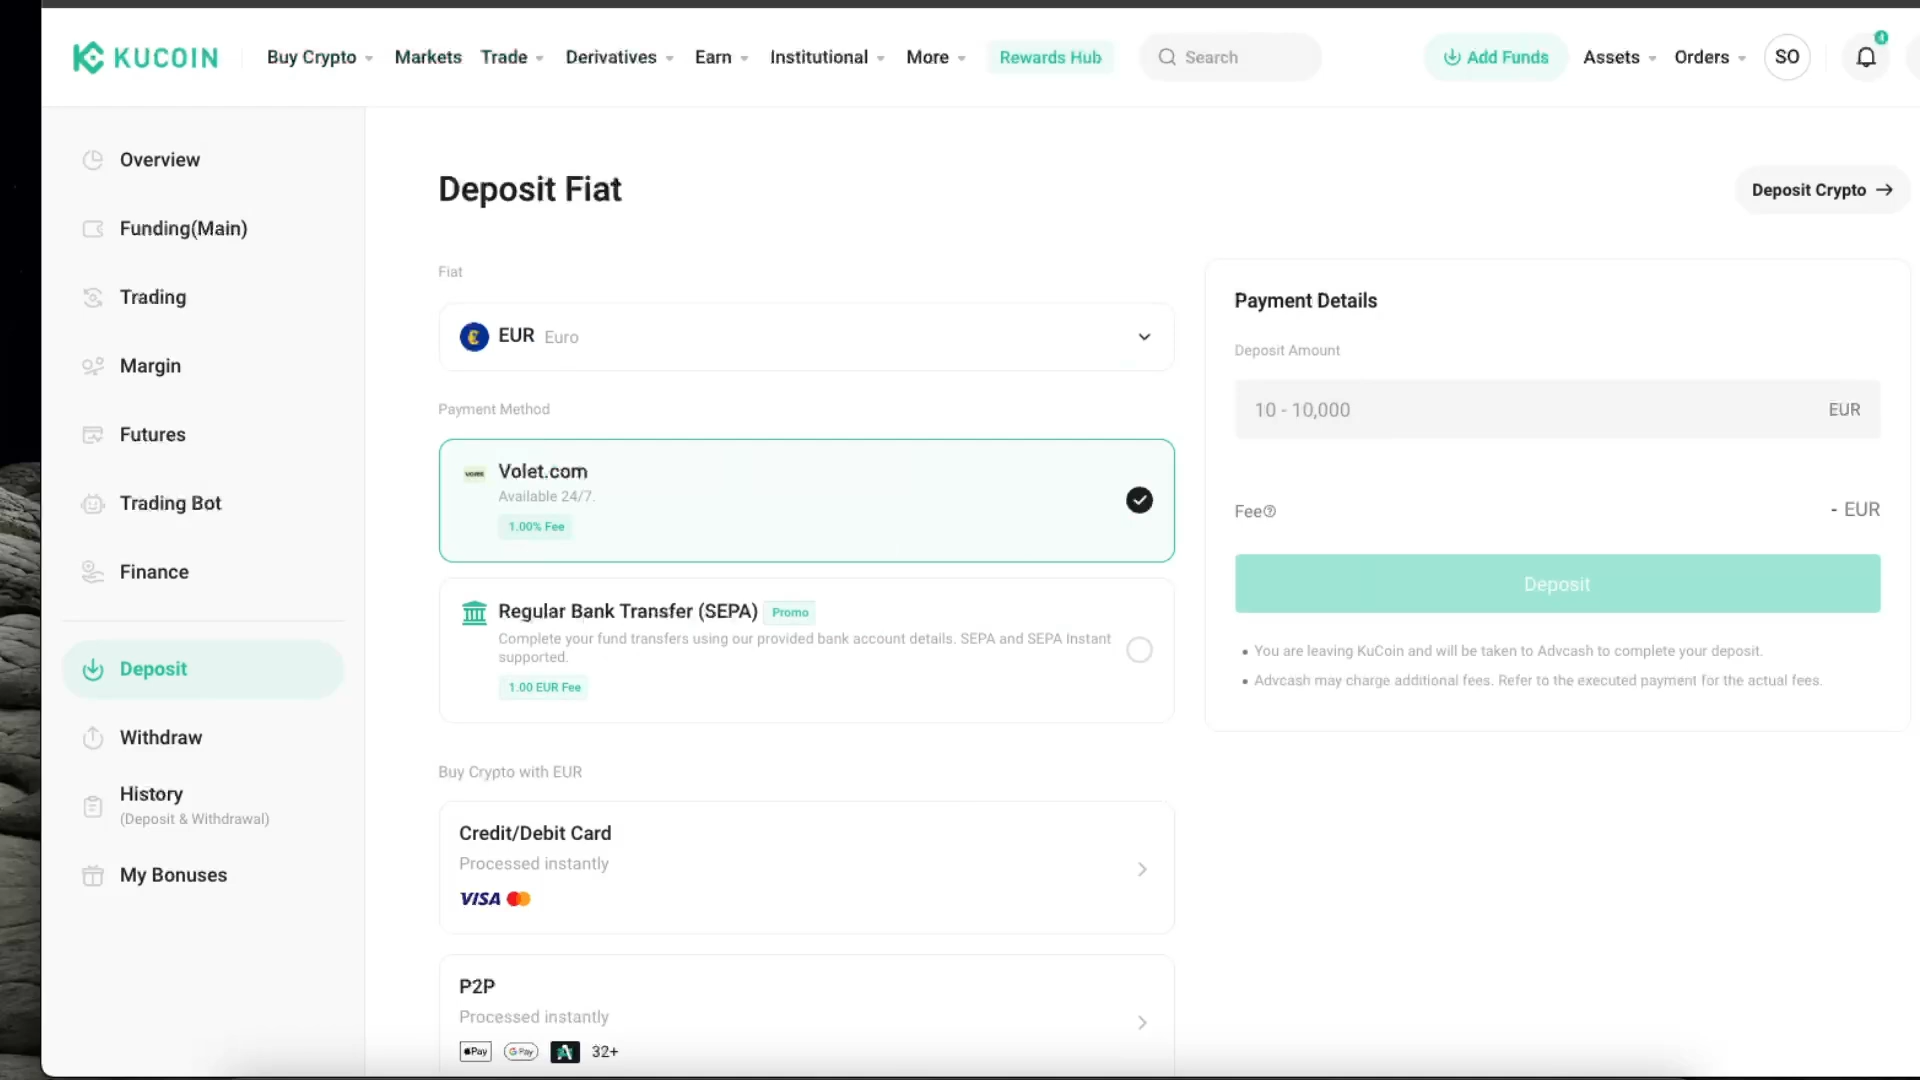 KUCOIN
Buy Crypto
Markets
Trade
Derivatives
Earn
Institutional
More
Rewards Hub
Search
Add Funds
Assets
Orders
SO
4
Overview
Funding(Main)
Trading
Margin
Futures
Trading Bot
Finance
Deposit
Withdraw
History
(Deposit & Withdrawal)
My Bonuses
Deposit Fiat
Deposit Crypto
Fiat
EUR Euro
Payment Method
VOLET Volet.com
Available 24/7.
1.00% Fee
Regular Bank Transfer (SEPA) Promo
Complete your fund transfers using our provided bank account details. SEPA and SEPA Instant
supported.
1.00 EUR Fee
Buy Crypto with EUR
Credit/Debit Card
Processed instantly
VISA
P2P
Processed instantly
Pay G Pay 32+
Payment Details
Deposit Amount
10 - 10,000 EUR
Fee - EUR
Deposit
• You are leaving KuCoin and will be taken to Advcash to complete your deposit.
• Advcash may charge additional fees. Refer to the executed payment for the actual fees.